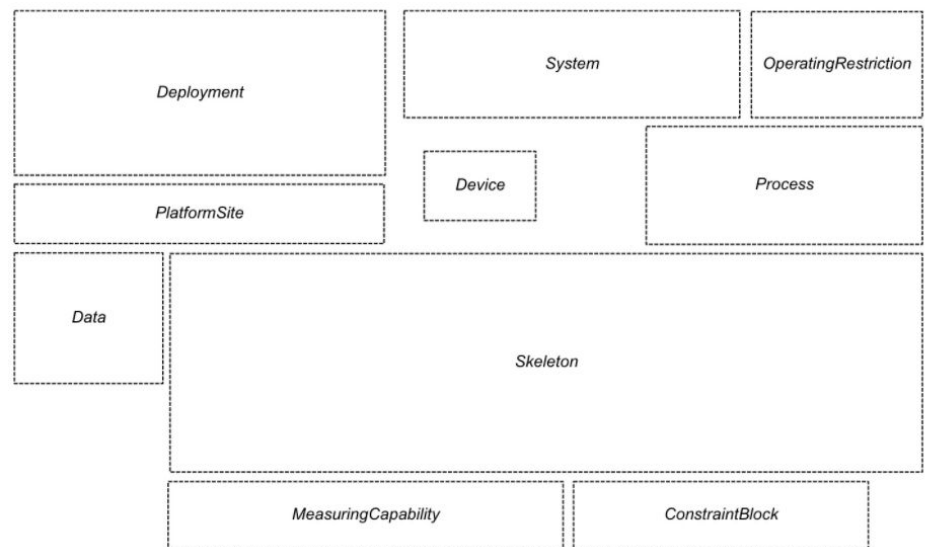 System
OperatingRestriction
Deployment
Device
Process
PlatformSite
Data
Skeleton
MeasuringCapability
ConstraintBlock